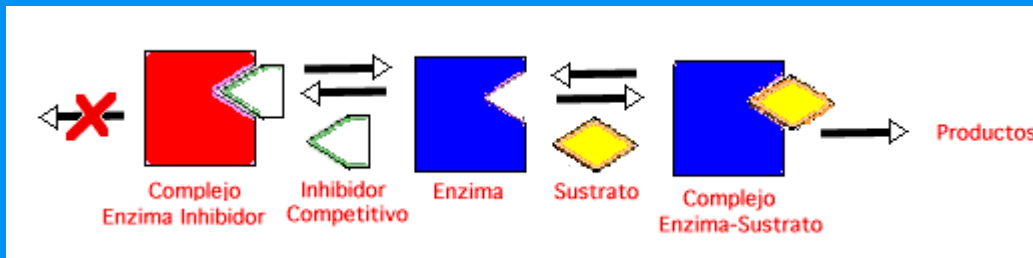 Productos
Complejo
Enzima Inhibidor
Inhibidor
Competitivo
Enzima
Sustrato
Complejo
Enzima-Sustrato